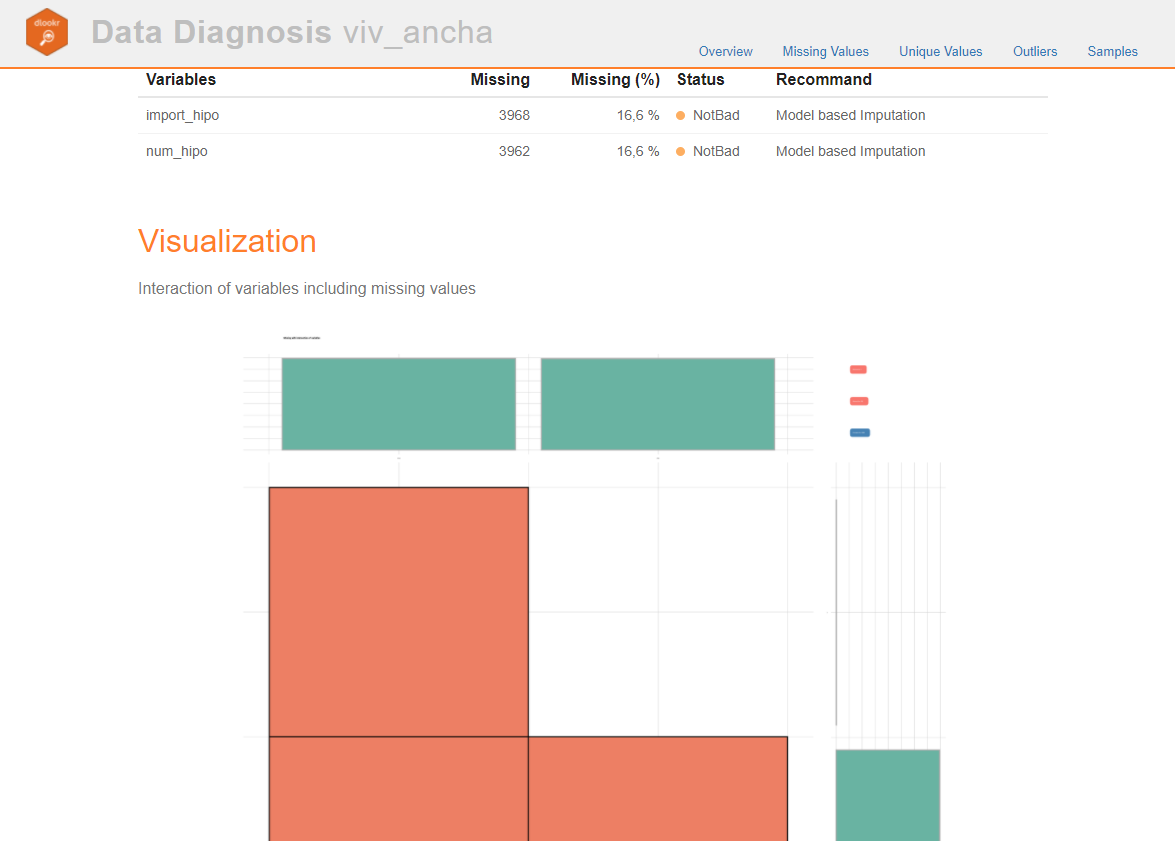 dlookr
Data Diagnosis viv_ancha
Overview Missing Values Unique Values Outliers Samples
Variables Missing Missing (%) Status Recommand
import_hipo 3968 16,6 % NotBad Model based Imputation
num_hipo 3962 16,6 % NotBad Model based Imputation
Visualization
Interaction of variables including missing values